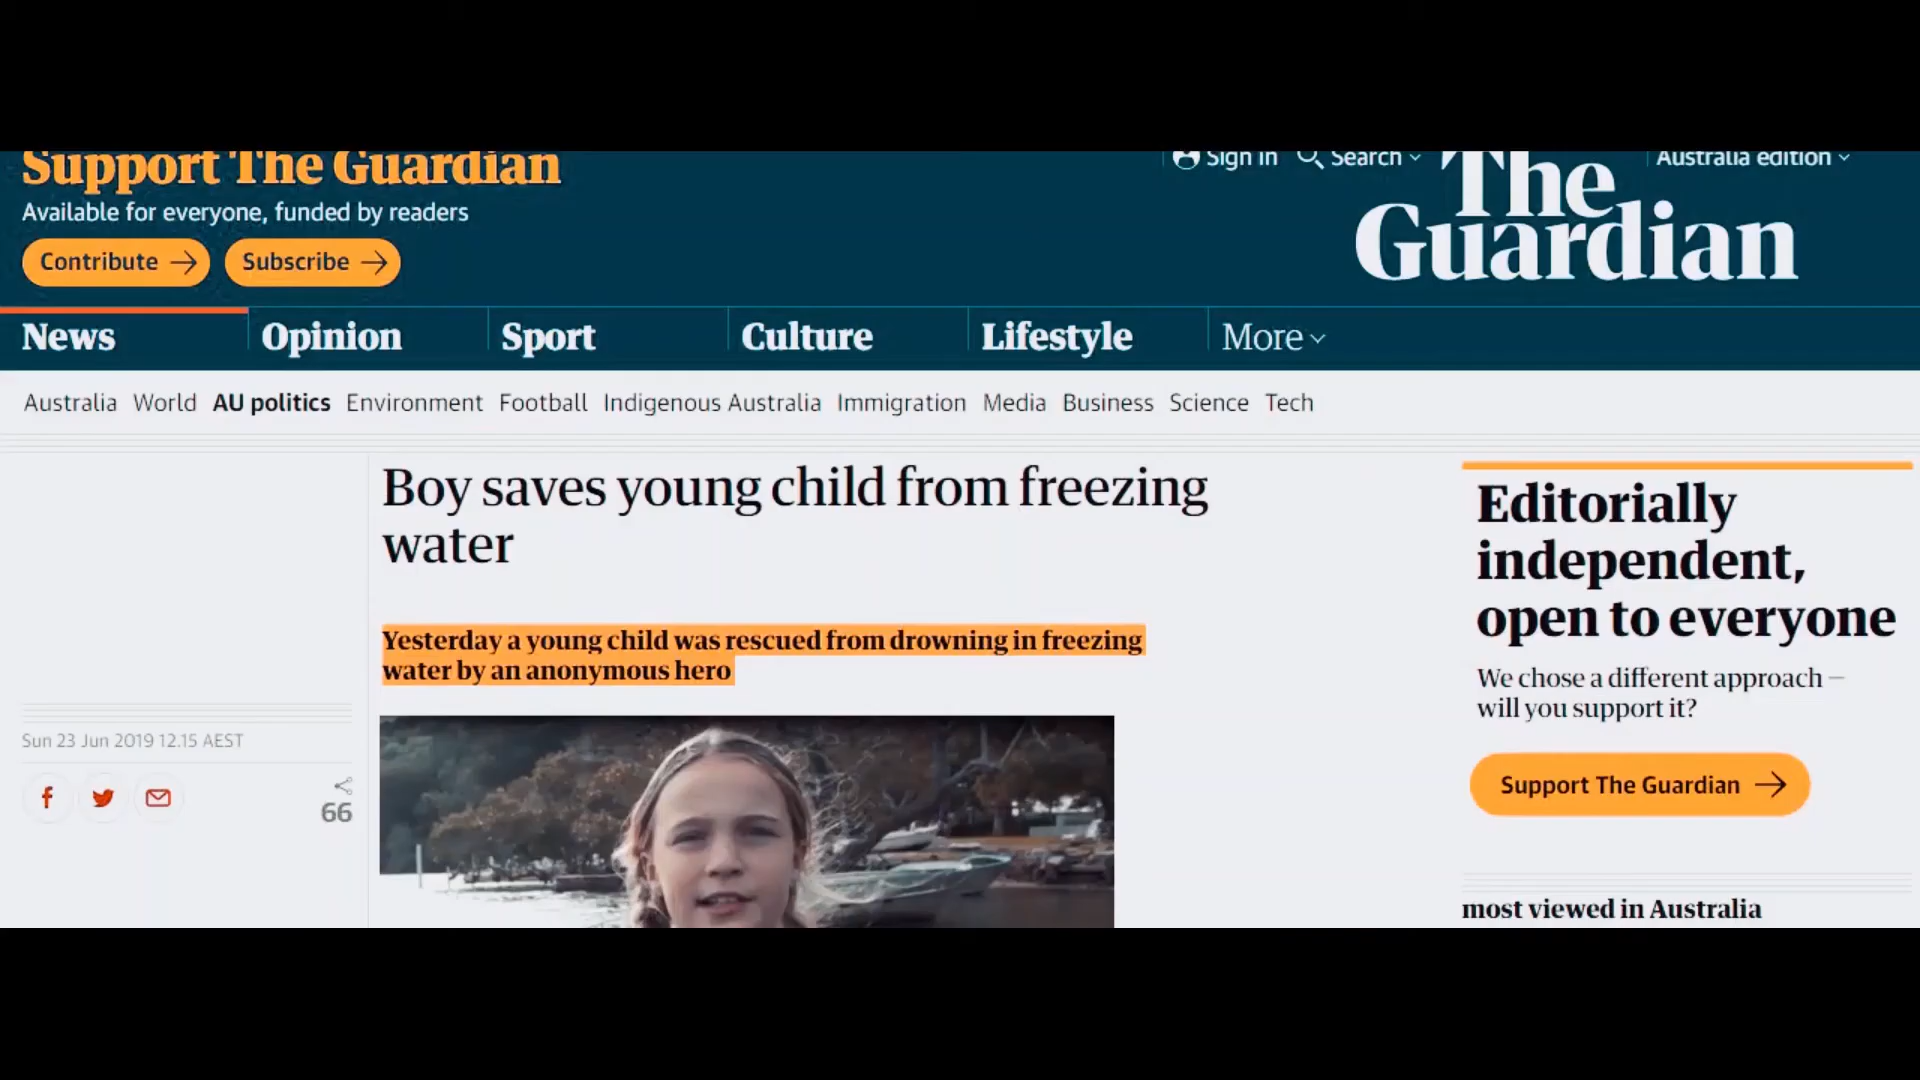 Support The Guardian
Available for everyone, funded by readers
Contribute
Subscribe
Sign in
Search
Australia edition
The
Guardian
News
Opinion
Sport
Culture
Lifestyle
More
Australia World AU politics Environment Football Indigenous Australia Immigration Media Business Science Tech
Boy saves young child from freezing
water
Yesterday a young child was rescued from drowning in freezing
water by an anonymous hero
Sun 23 Jun 2019 12.15 AEST
66
Editorially
independent,
open to everyone
We chose a different approach –
will you support it?
Support The Guardian
most viewed in Australia